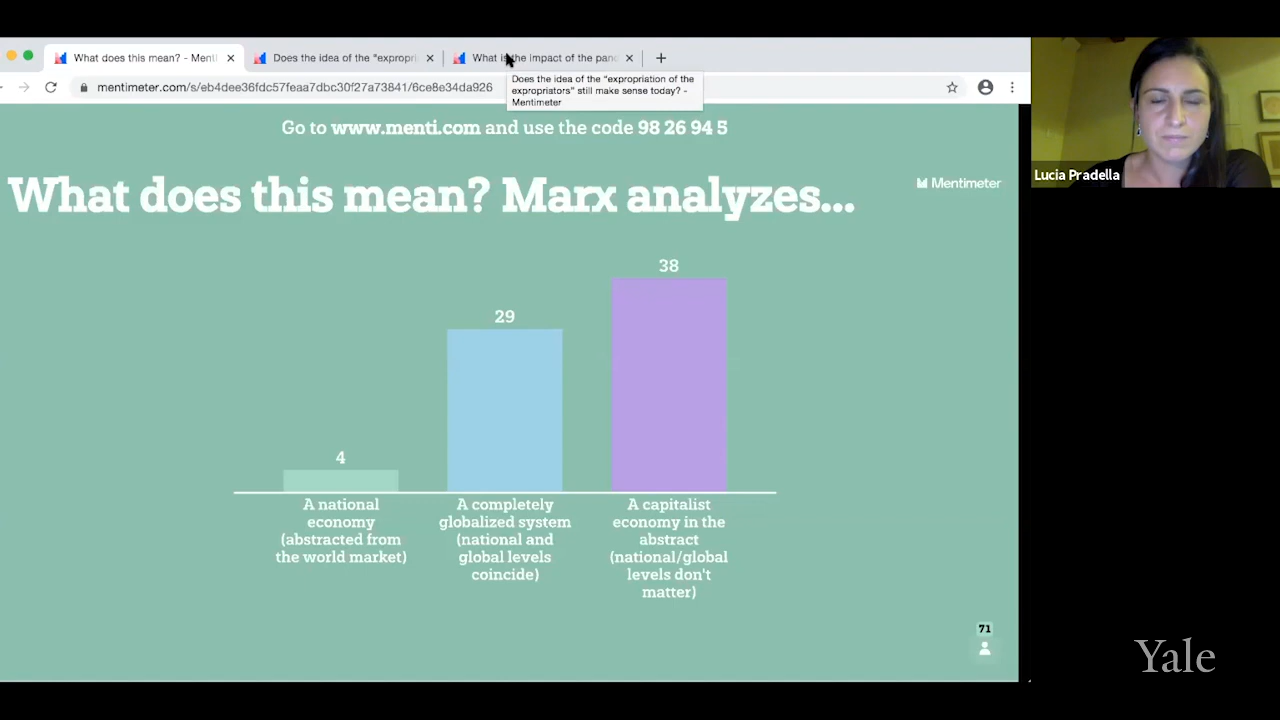 What does this mean? - Menti
Does the idea of the "expropri
What is the impact of the pan
mentimeter.com/s/eb4dee36fdc57feaa7dbc30f27a73841/6ce8e34da926
Does the idea of the "expropriation of the
expropriators" still make sense today? -
Mentimeter
Go to www.menti.com and use the code 98 26 94 5
What does this mean? Marx analyzes...
Mentimeter
4
29
38
A national
economy
(abstracted from
the world market)
A completely
globalized system
(national and
global levels
coincide)
A capitalist
economy in the
abstract
(national/global
levels don't
matter)
71
Lucia Pradella
Yale